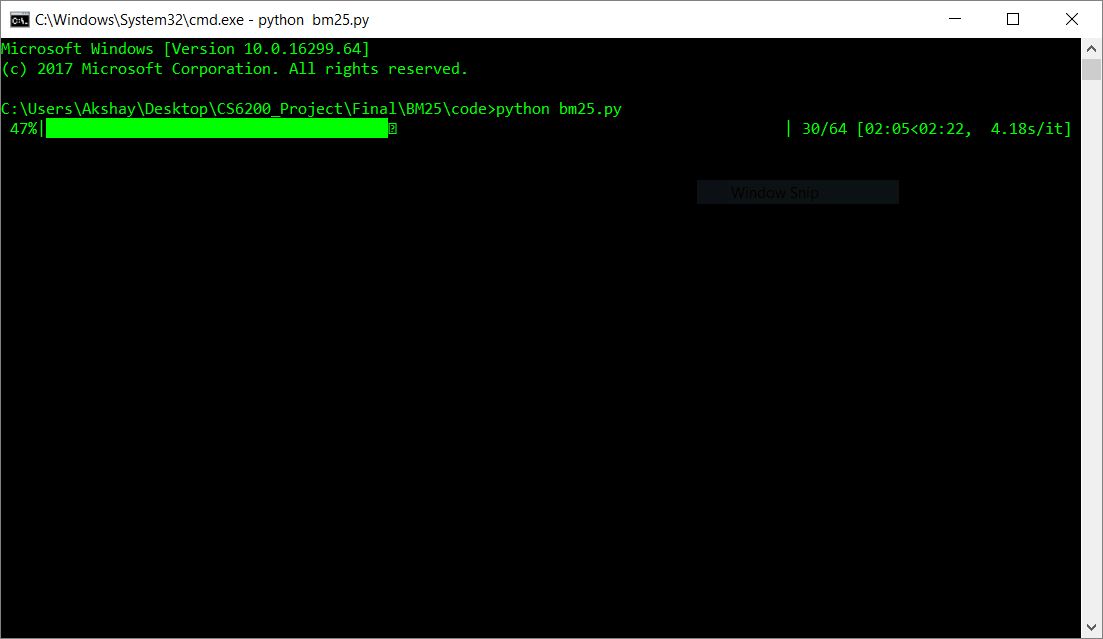 C:\Windows\System32\cmd.exe - python  bm25.py
Microsoft Windows [Version 10.0.16299.64]
(c) 2017 Microsoft Corporation. All rights reserved.
C:\Users\Akshay\Desktop\CS6200_Project\Final\BM25\code>python bm25.py
47%| | 30/64 [02:05<02:22,  4.18s/it]
Window Snip